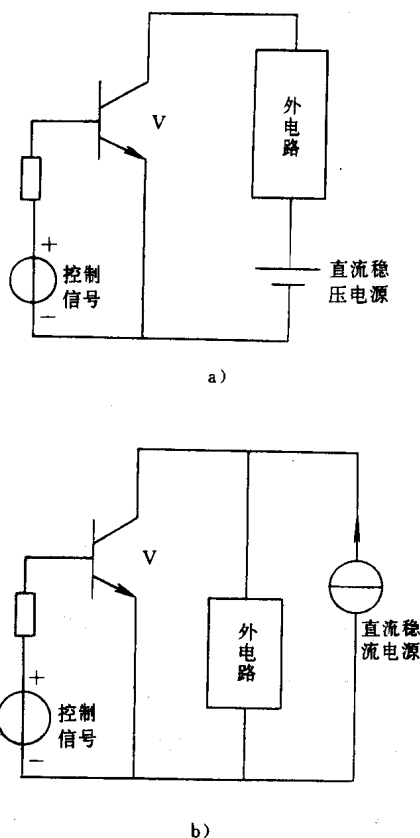 V
外
电
路
+
控制
信号
−
直流稳
压电源
a）
V
外
电
路
直流稳
流电源
+
控制
信号
−
b）